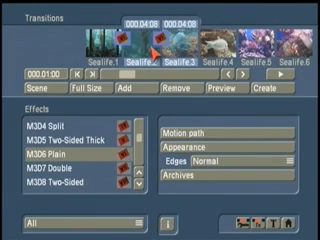 Transitions
000.04:08 000.04:08
Sealife.1 Sealife.2 Sealife.3 Sealife.4 Sealife.5 Sealife.6
000.01:00
Scene Full Size Add Remove Preview Create
Effects
M3D4 Split
M3D5 Two-Sided Thick
M3D6 Plain
M3D7 Double
M3D8 Two-Sided
Motion path
Appearance
Edges Normal
Archives
All
i
T